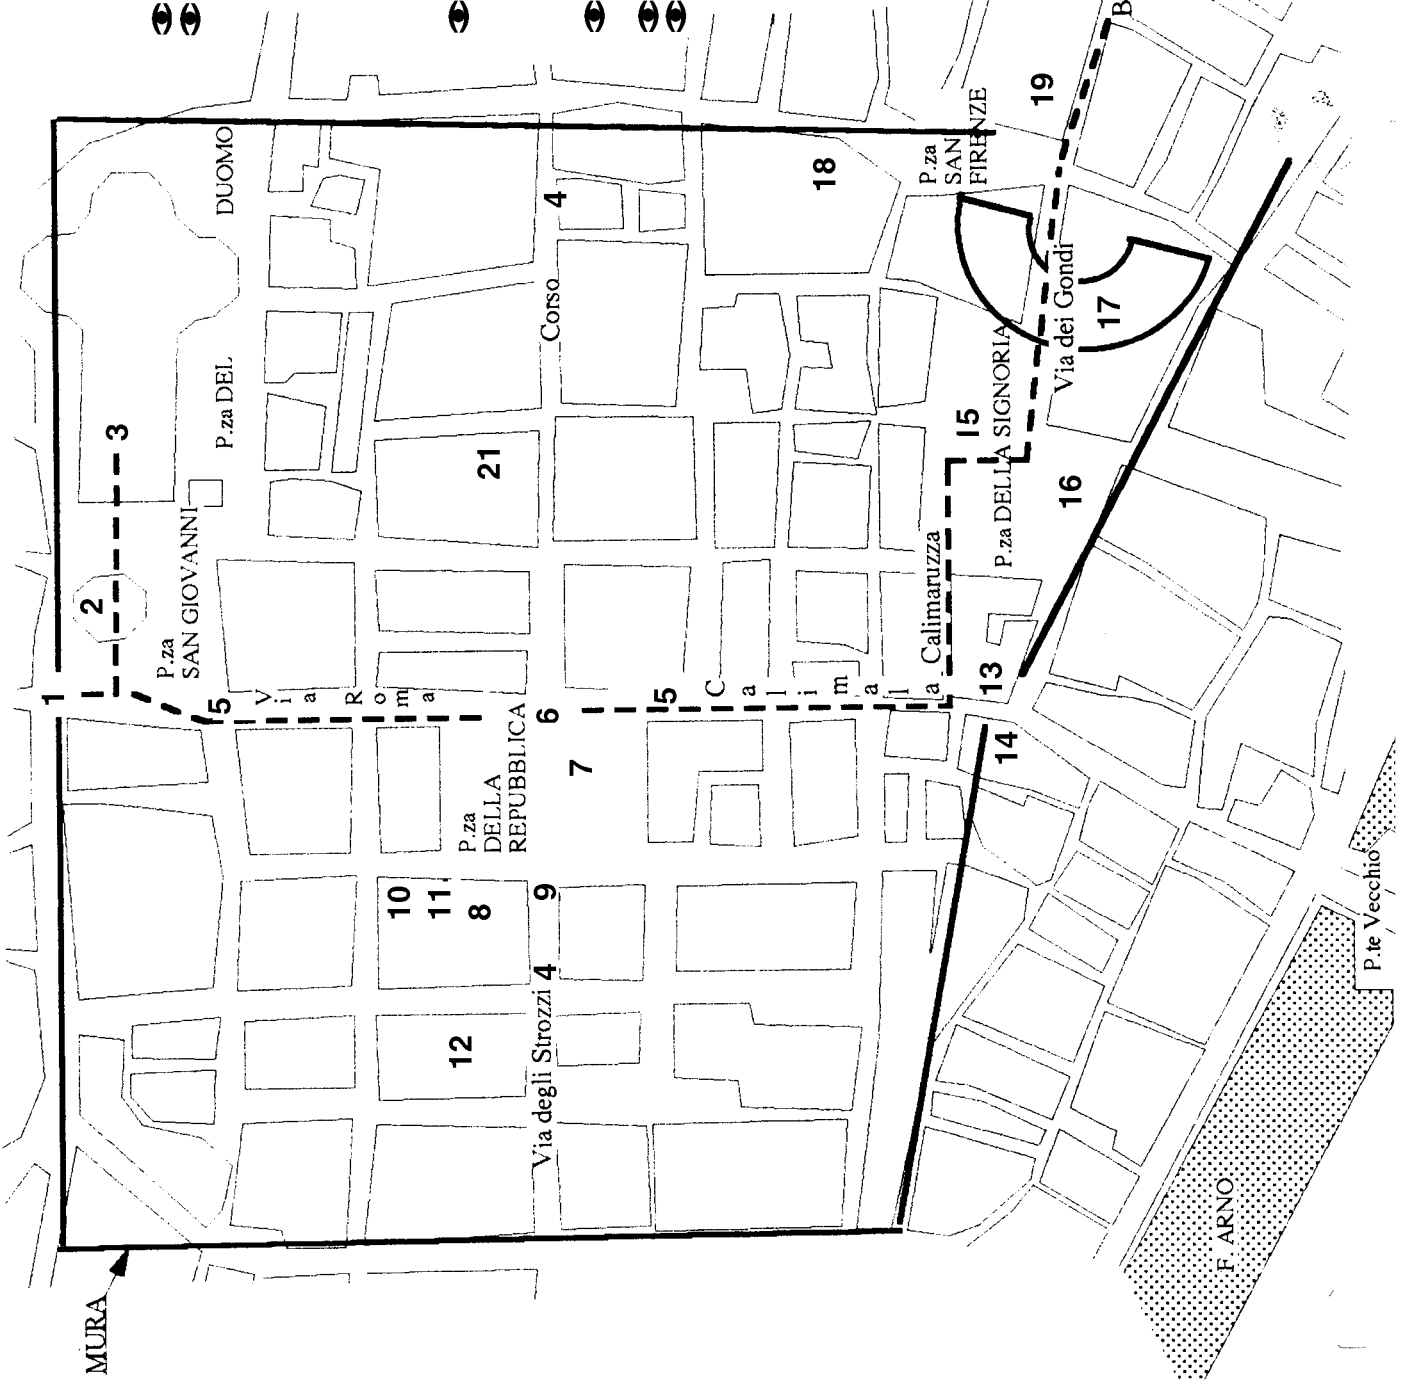 MURA
1
2
3
P.za
SAN GIOVANNI
P.za DEL
DUOMO
5
Via Roma
10
11
8
12
21
P.za
DELLA
REPUBBLICA
6
7
9
4
Via degli Strozzi
Corso
4
5
Calimala
Calimaruzza
18
P.za
SAN
FIRENZE
19
B
13
14
15
P.za DELLA SIGNORIA
16
17
Via dei Gondi
P.te Vecchio
F. ARNO